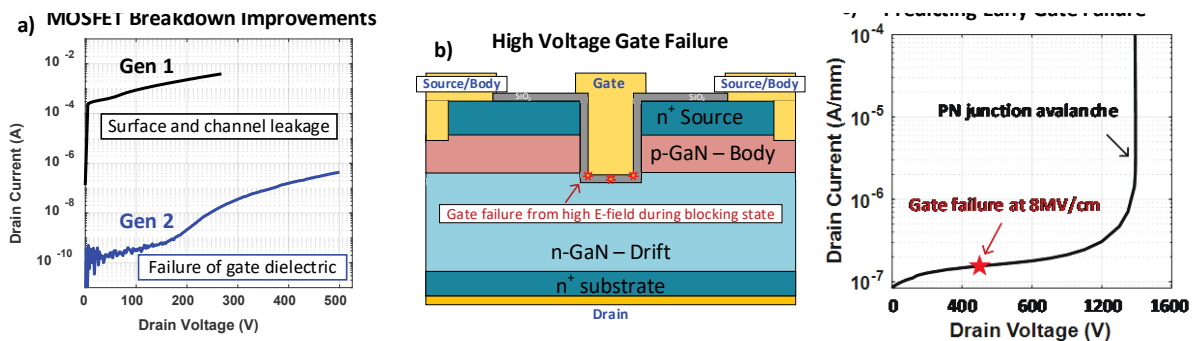 a) MOSFET Breakdown Improvements
10⁻²
10⁻⁴
10⁻⁶
10⁻⁸
10⁻¹⁰
Drain Current (A)
Gen 1
Surface and channel leakage
Gen 2
Failure of gate dielectric
0 100 200 300 400 500
Drain Voltage (V)
b) High Voltage Gate Failure
Source/Body
Gate
Source/Body
SiO₂
SiO₂
n⁺ Source
p-GaN – Body
Gate failure from high E-field during blocking state
n-GaN – Drift
n⁺ substrate
Drain
Predicting Early Gate Failure
10⁻⁴
10⁻⁵
10⁻⁶
10⁻⁷
Drain Current (A/mm)
PN junction avalanche
Gate failure at 8MV/cm
0 400 800 1200 1600
Drain Voltage (V)